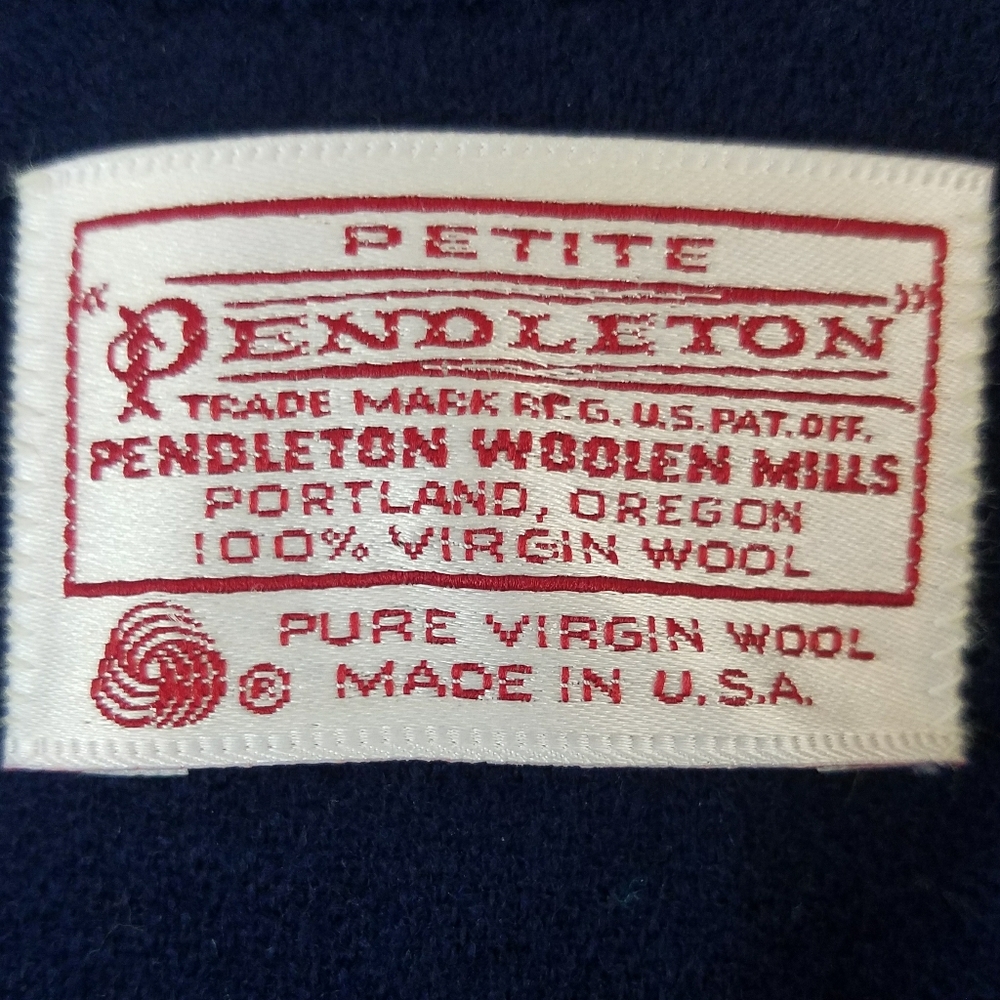 PETITE
"PENDLETON"
TRADE MARK REG. U.S. PAT. OFF.
PENDLETON WOOLEN MILLS
PORTLAND, OREGON
100% VIRGIN WOOL
PURE VIRGIN WOOL
® MADE IN U.S.A.